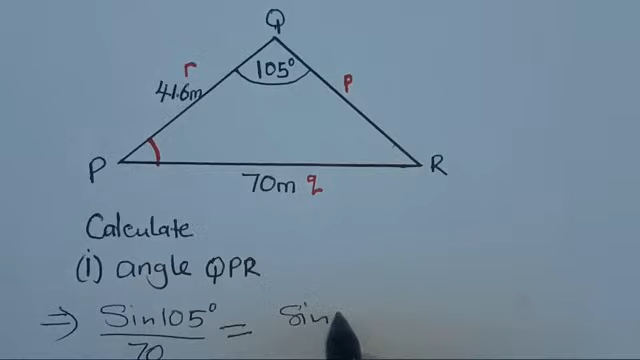 Q
r
105°
p
41.6m
P
R
70m q
Calculate
(i) angle QPR
⇒ Sin105° = Sin
70